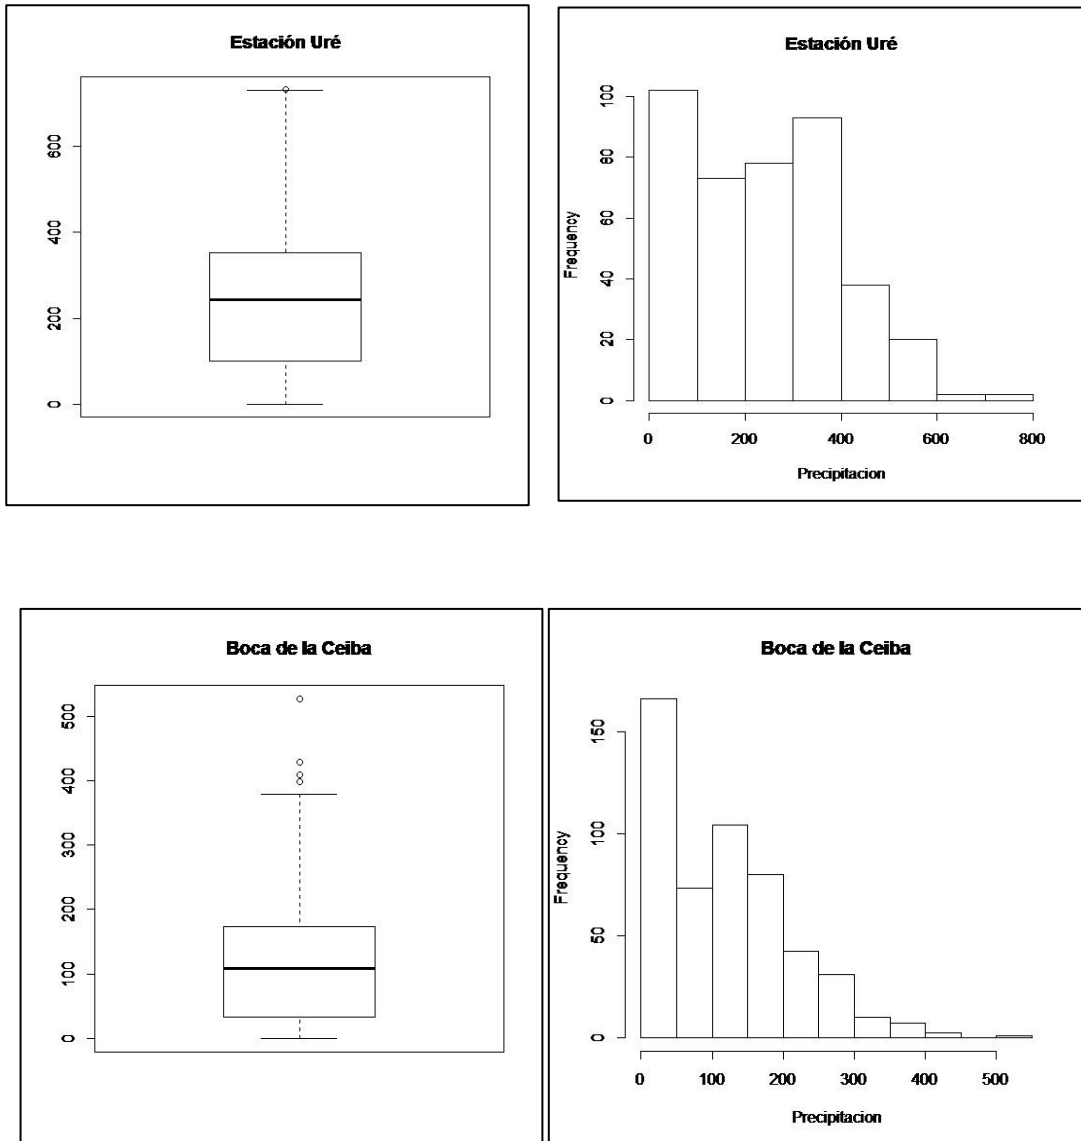 Estación Uré
600
400
200
0
Estación Uré
100
80
60
40
20
0
Frequency
0 200 400 600 800
Precipitacion
Boca de la Ceiba
500
400
300
200
100
0
Boca de la Ceiba
150
100
50
0
Frequency
0 100 200 300 400 500
Precipitacion